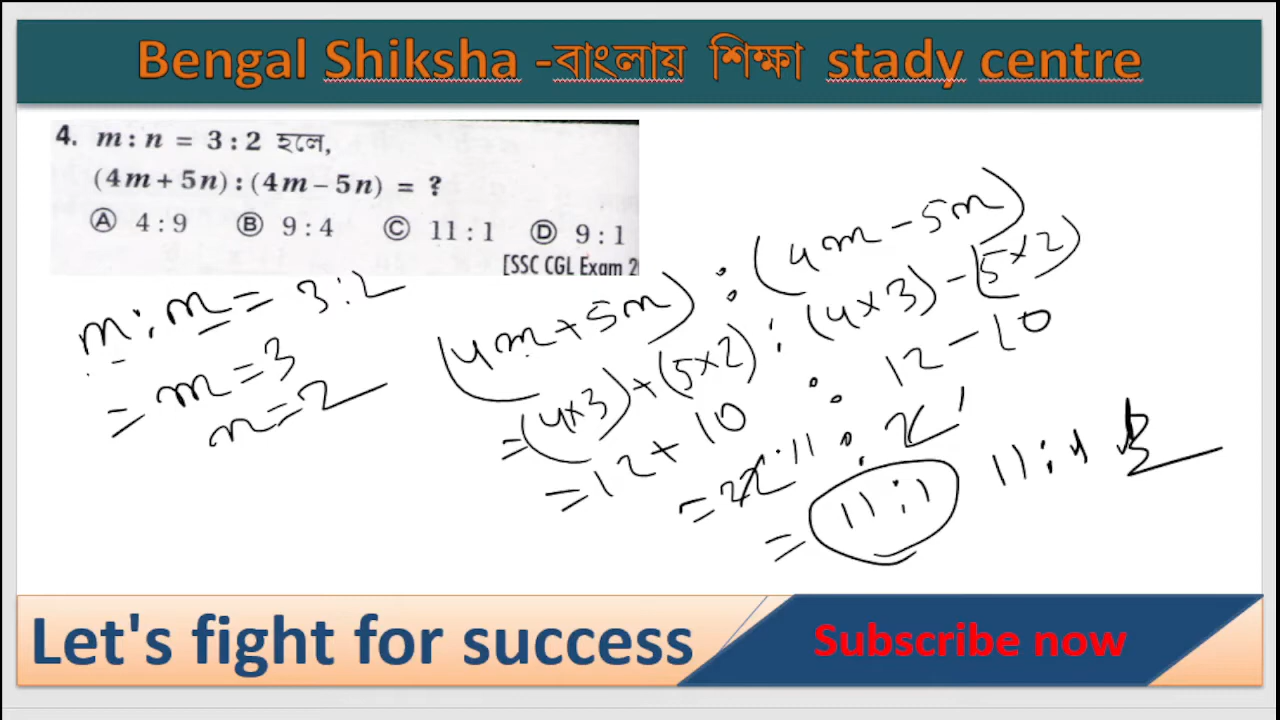 Bengal Shiksha -বাংলায় শিক্ষা stady centre
4. m : n = 3 : 2 হলে,
(4m + 5n) : (4m – 5n) = ?
Ⓐ 4 : 9 Ⓑ 9 : 4 Ⓒ 11 : 1 Ⓓ 9 : 1
[SSC CGL Exam 2
m : n = 3 : 2
= m = 3
n = 2
(4m + 5n) : (4m - 5n)
= (4×3) + (5×2) : (4×3) - (5×2)
= 12 + 10 : 12 - 10
= 22 11 : 2 1
= 11 : 1
11 : 1
Let's fight for success
Subscribe now